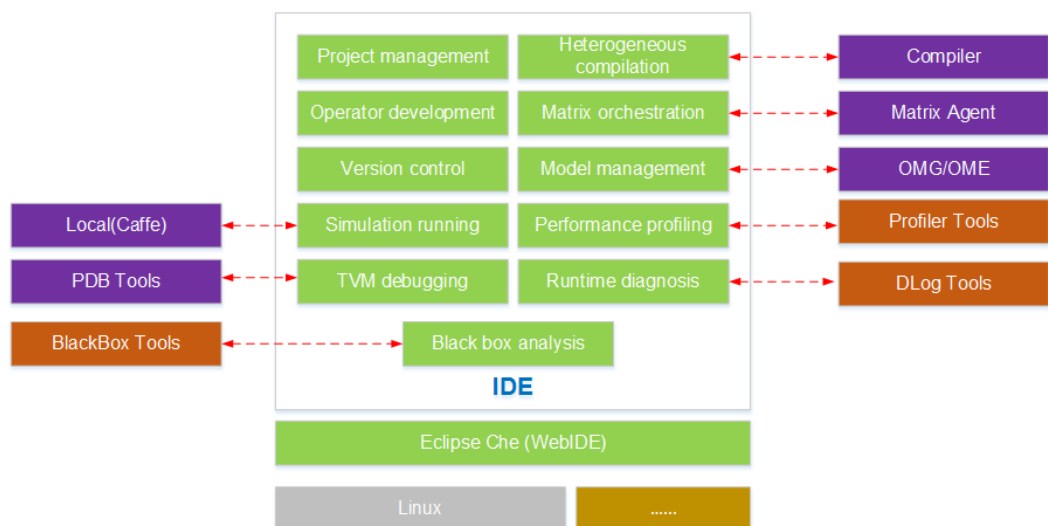 Project management
Heterogeneous
compilation
Compiler
Operator development
Matrix orchestration
Matrix Agent
Version control
Model management
OMG/OME
Local(Caffe)
Simulation running
Performance profiling
Profiler Tools
PDB Tools
TVM debugging
Runtime diagnosis
DLog Tools
BlackBox Tools
Black box analysis
IDE
Eclipse Che (WebIDE)
Linux
......